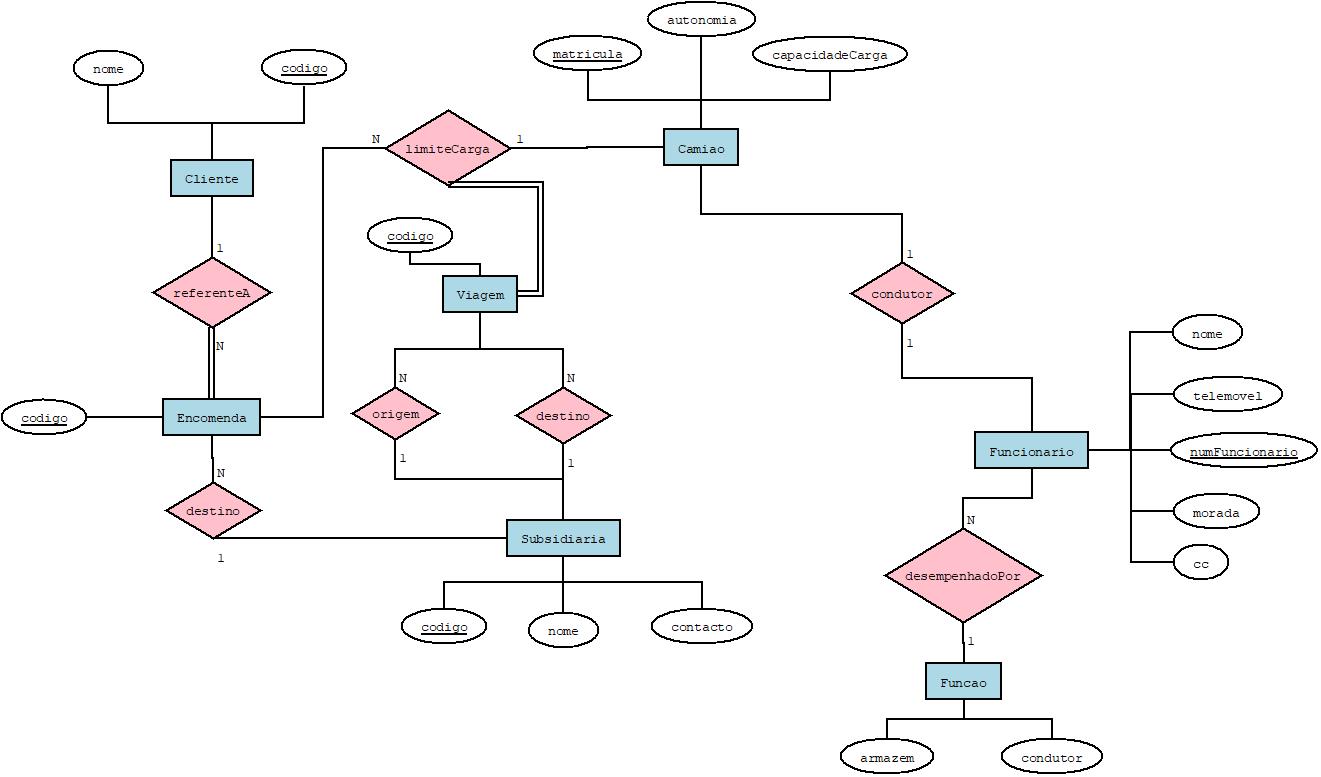 autonomia
matricula
capacidadeCarga
nome
codigo
N
limiteCarga
1
Camiao
Cliente
codigo
1
1
referenteA
Viagem
condutor
N
1
nome
N
N
telemovel
codigo
Encomenda
origem
destino
1
1
Funcionario
numFuncionario
N
destino
morada
N
Subsidiaria
1
cc
desempenhadoPor
codigo
nome
contacto
1
Funcao
armazem
condutor